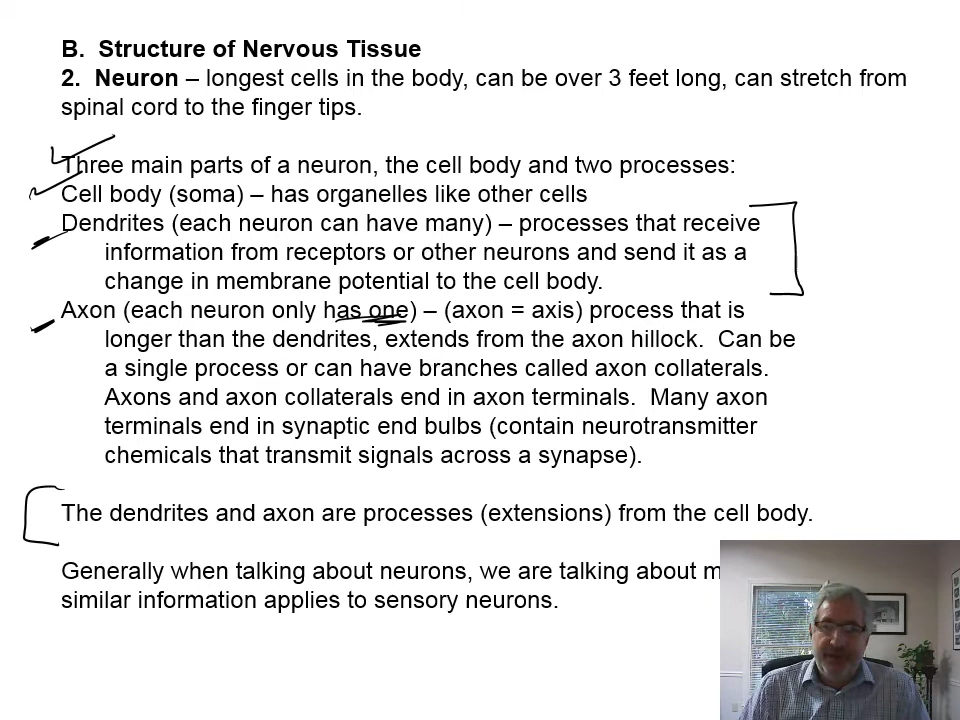 B.  Structure of Nervous Tissue
2.  Neuron – longest cells in the body, can be over 3 feet long, can stretch from
spinal cord to the finger tips.
Three main parts of a neuron, the cell body and two processes:
Cell body (soma) – has organelles like other cells
Dendrites (each neuron can have many) – processes that receive
information from receptors or other neurons and send it as a
change in membrane potential to the cell body.
Axon (each neuron only has one) – (axon = axis) process that is
longer than the dendrites, extends from the axon hillock.  Can be
a single process or can have branches called axon collaterals.
Axons and axon collaterals end in axon terminals.  Many axon
terminals end in synaptic end bulbs (contain neurotransmitter
chemicals that transmit signals across a synapse).
The dendrites and axon are processes (extensions) from the cell body.
Generally when talking about neurons, we are talking about
similar information applies to sensory neurons.